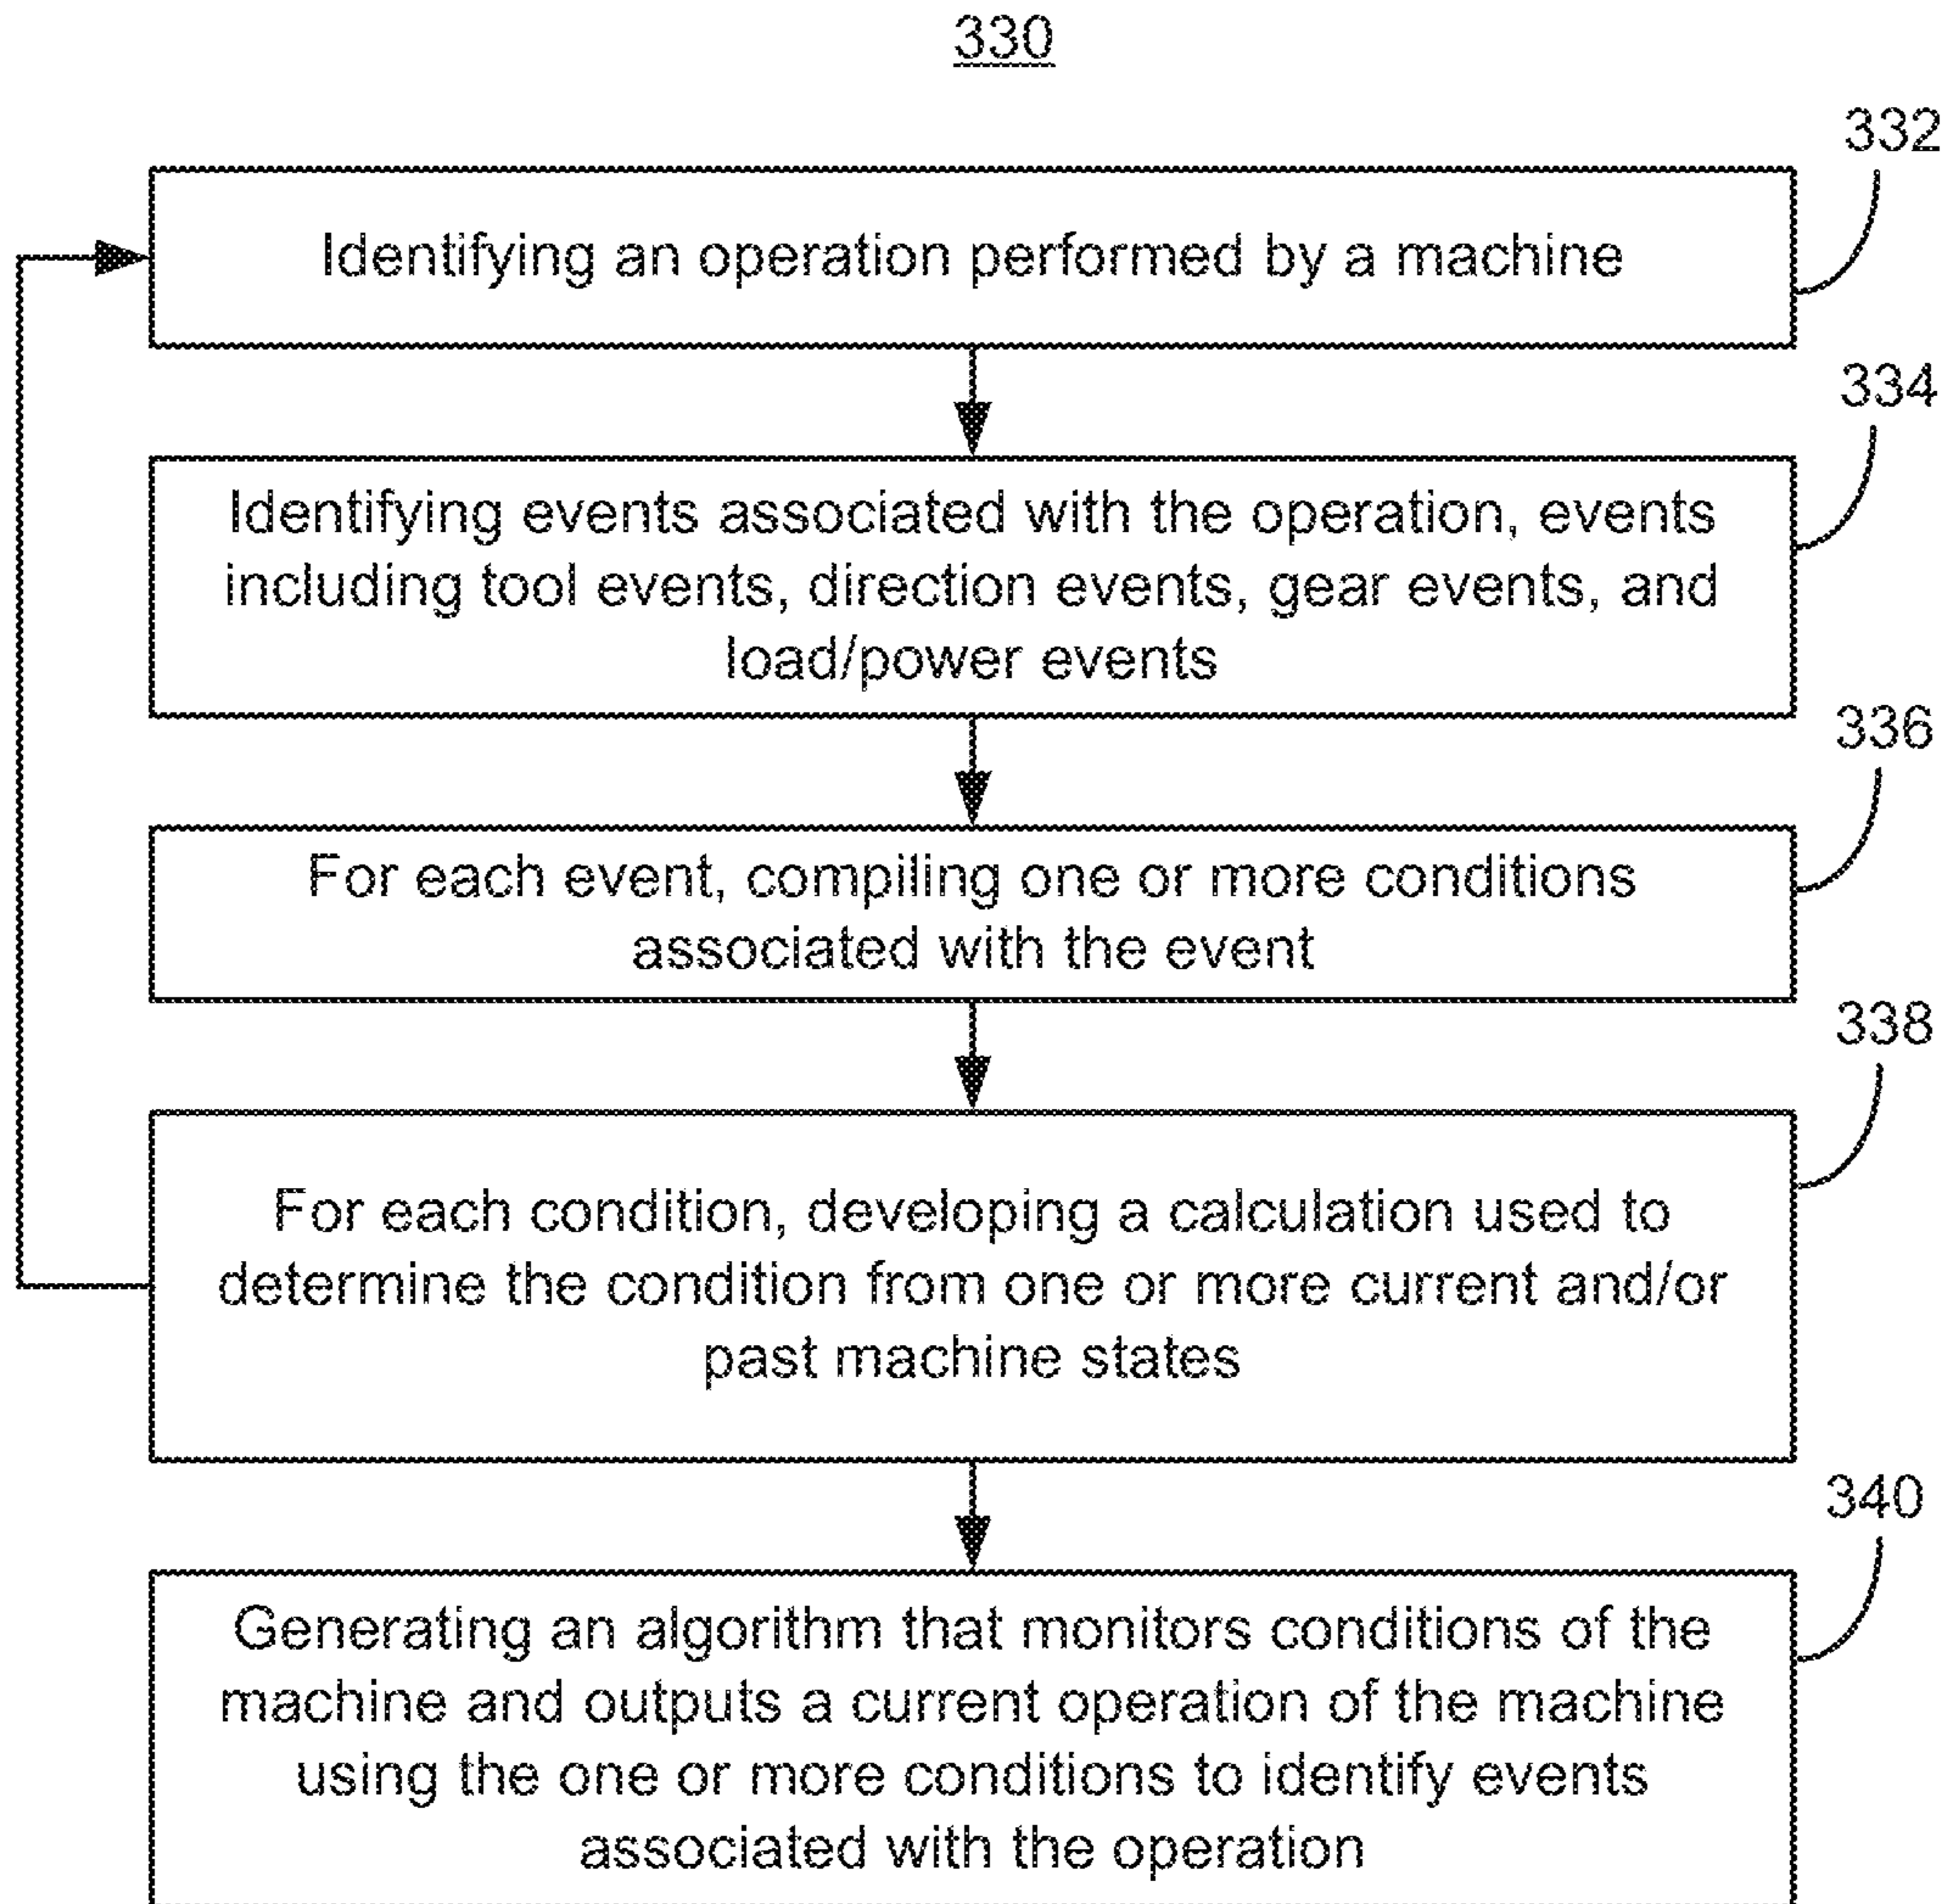 330
332
Identifying an operation performed by a machine
334
Identifying events associated with the operation, events
including tool events, direction events, gear events, and
load/power events
336
For each event, compiling one or more conditions
associated with the event
338
For each condition, developing a calculation used to
determine the condition from one or more current and/or
past machine states
340
Generating an algorithm that monitors conditions of the
machine and outputs a current operation of the machine
using the one or more conditions to identify events
associated with the operation